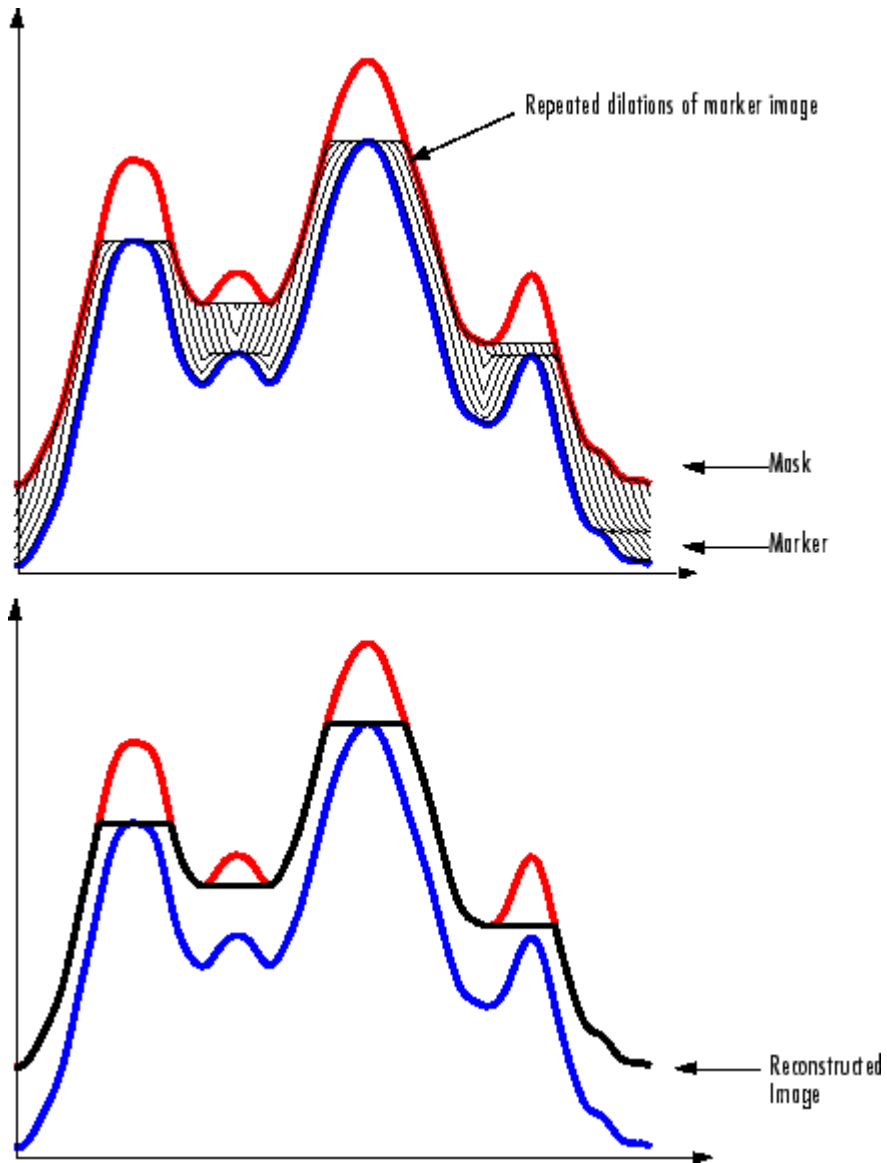 Repeated dilations of marker image
Mask
Marker
Reconstructed
Image